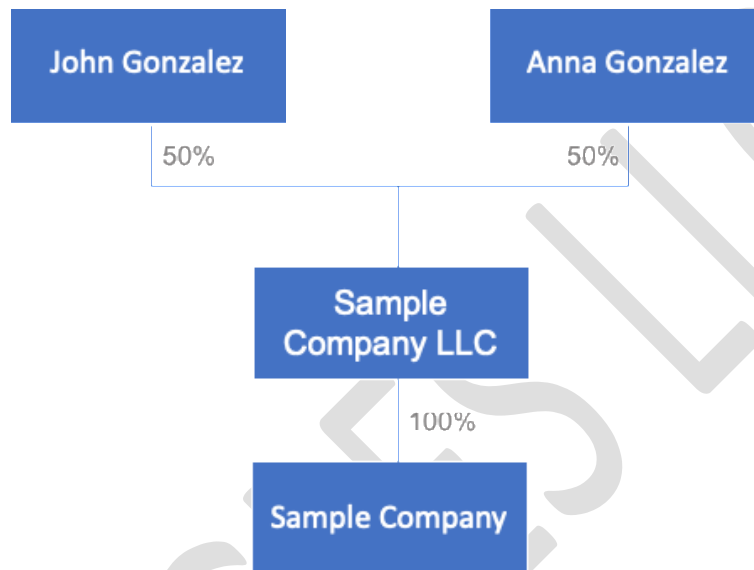 John Gonzalez
Anna Gonzalez
50%
50%
Sample
Company LLC
100%
Sample Company